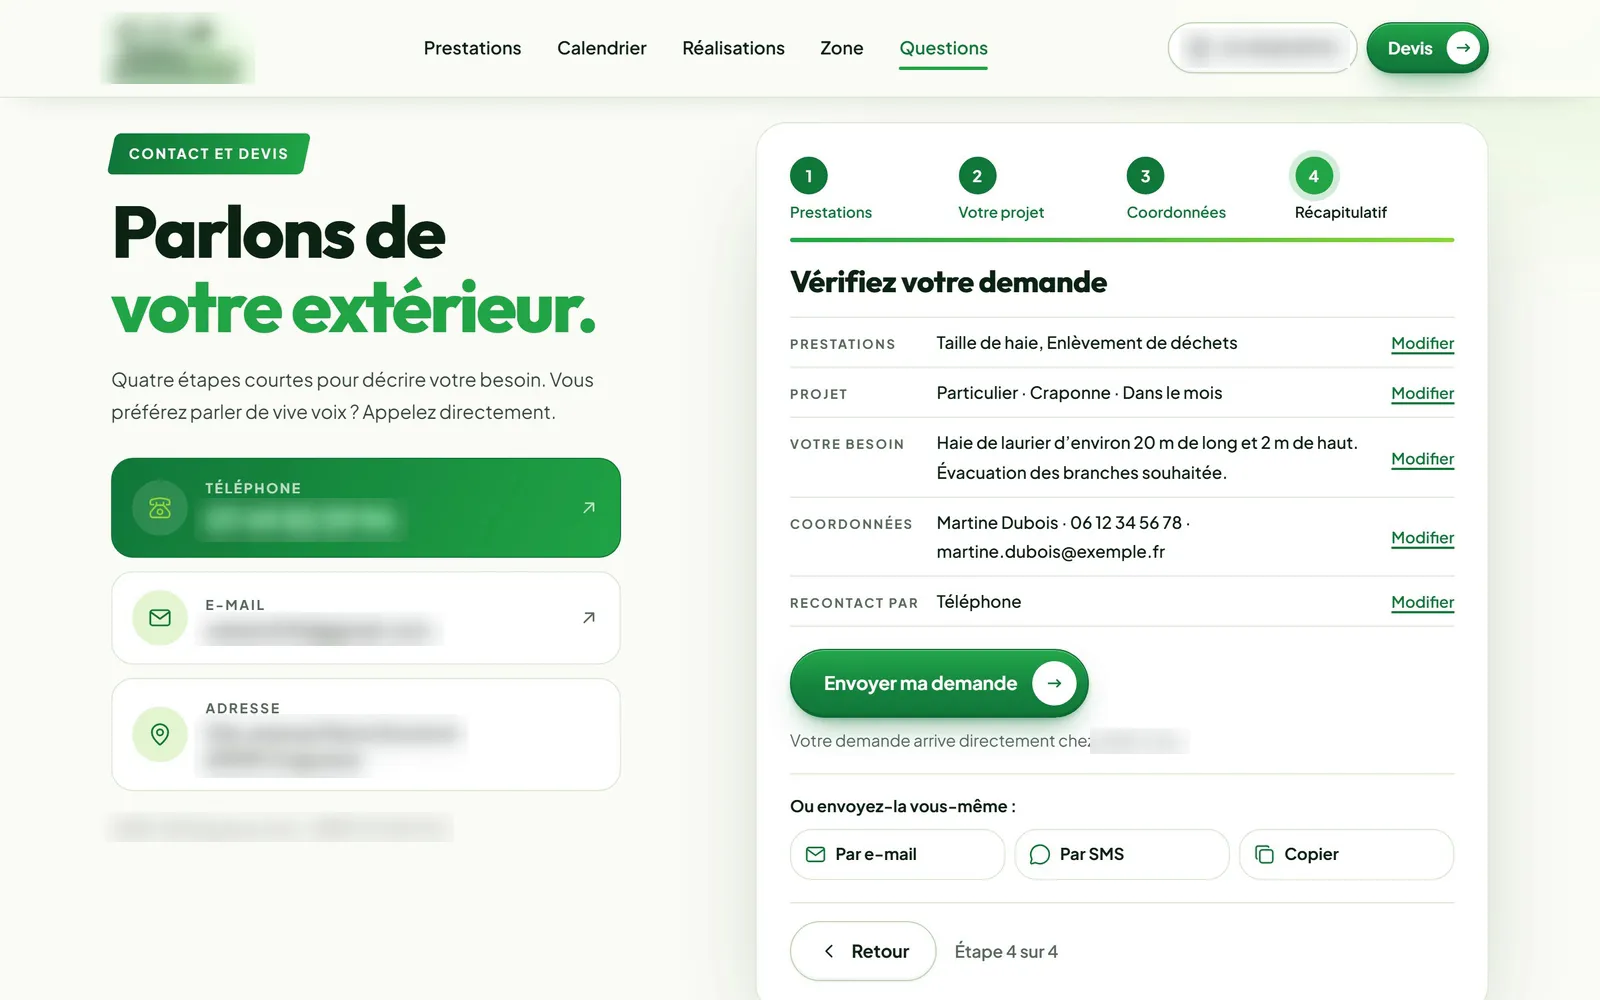 Prestations
Calendrier
Réalisations
Zone
Questions
Devis
CONTACT ET DEVIS
Parlons de
votre extérieur.
Quatre étapes courtes pour décrire votre besoin. Vous
préférez parler de vive voix ? Appelez directement.
TÉLÉPHONE
E-MAIL
ADRESSE
1
Prestations
2
Votre projet
3
Coordonnées
4
Récapitulatif
Vérifiez votre demande
PRESTATIONS
Taille de haie, Enlèvement de déchets
Modifier
PROJET
Particulier · Craponne · Dans le mois
Modifier
VOTRE BESOIN
Haie de laurier d’environ 20 m de long et 2 m de haut.
Évacuation des branches souhaitée.
Modifier
COORDONNÉES
Martine Dubois · 06 12 34 56 78 ·
martine.dubois@exemple.fr
Modifier
RECONTACT PAR
Téléphone
Modifier
Envoyer ma demande
Votre demande arrive directement chez
Ou envoyez-la vous-même :
Par e-mail
Par SMS
Copier
Retour
Étape 4 sur 4